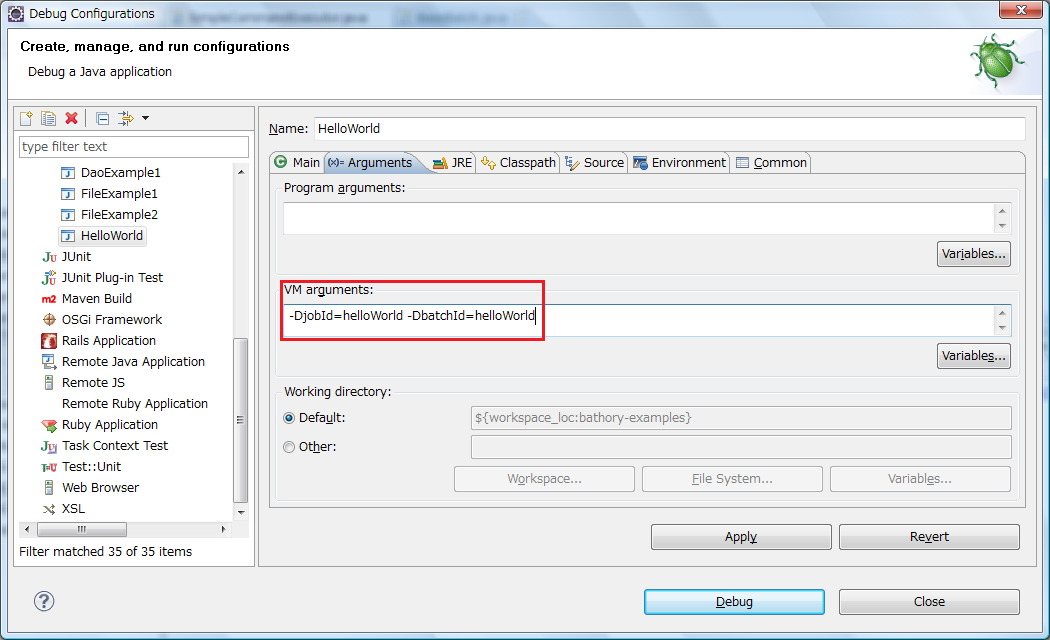 Debug Configurations
Create, manage, and run configurations
Debug a Java application
type filter text
DaoExample1
FileExample1
FileExample2
HelloWorld
Ju JUnit
JUnit Plug-in Test
m2 Maven Build
OSGi Framework
Rails Application
Remote Java Application
Remote JS
Remote Ruby Application
Ruby Application
Ju Task Context Test
Test::Unit
Web Browser
XSL
Filter matched 35 of 35 items
Name: HelloWorld
Main (x)= Arguments JRE Classpath Source Environment Common
Program arguments:
Variables...
VM arguments:
-DjobId=helloWorld -DbatchId=helloWorld
Variables...
Working directory:
Default: ${workspace_loc:bathory-examples}
Other:
Workspace... File System... Variables...
Apply Revert
Debug Close